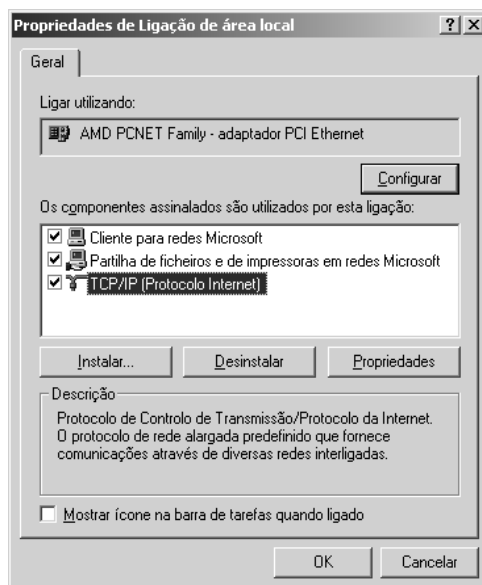 Propriedades de Ligação de área local
Geral
Ligar utilizando:
AMD PCNET Family - adaptador PCI Ethernet
Configurar
Os componentes assinalados são utilizados por esta ligação:
Cliente para redes Microsoft
Partilha de ficheiros e de impressoras em redes Microsoft
TCP/IP (Protocolo Internet)
Instalar... Desinstalar Propriedades
Descrição
Protocolo de Controlo de Transmissão/Protocolo da Internet.
O protocolo de rede alargada predefinido que fornece
comunicações através de diversas redes interligadas.
Mostrar ícone na barra de tarefas quando ligado
OK Cancelar